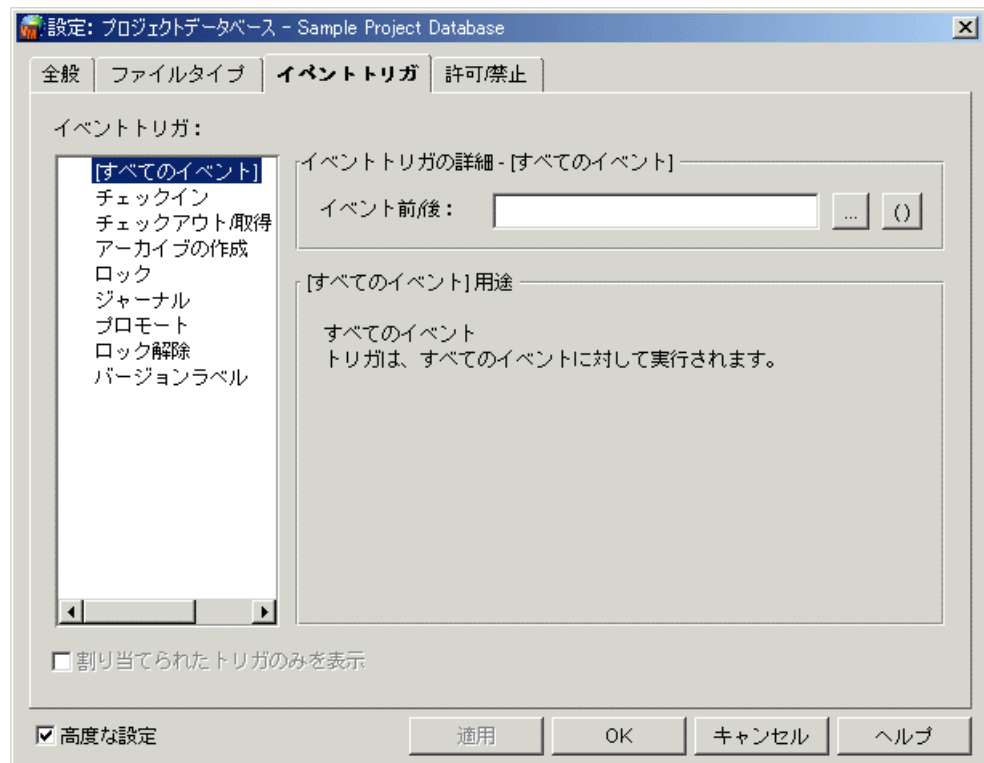 設定: プロジェクトデータベース - Sample Project Database
全般 ファイルタイプ イベントトリガ 許可/禁止
イベントトリガ：
[すべてのイベント]
チェックイン
チェックアウト/取得
アーカイブの作成
ロック
ジャーナル
プロモート
ロック解除
バージョンラベル
イベントトリガの詳細 - [すべてのイベント]
イベント前/後： ... ()
[すべてのイベント] 用途
すべてのイベント
トリガは、すべてのイベントに対して実行されます。
割り当てられたトリガのみを表示
高度な設定 適用 OK キャンセル ヘルプ